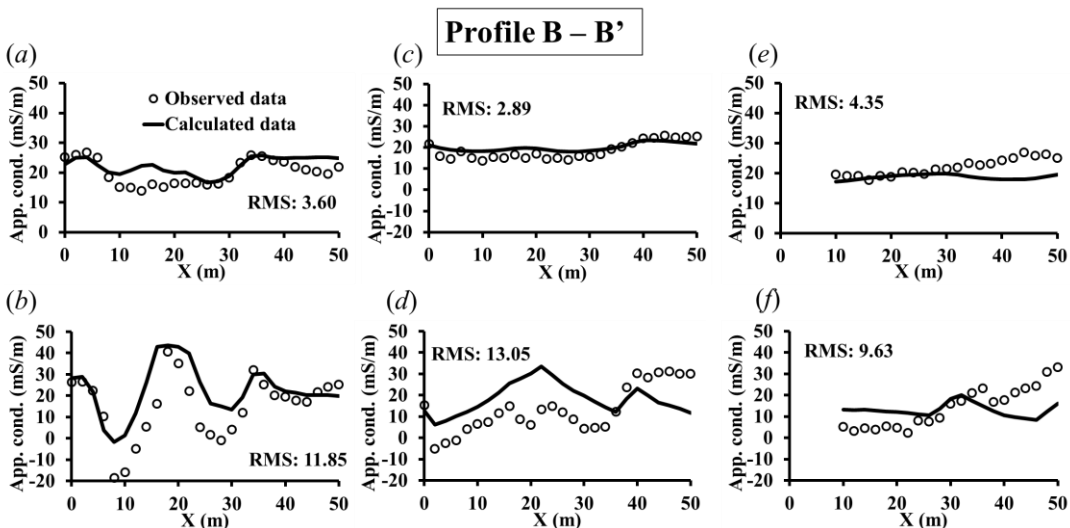 Profile B – B’
(a)
App. cond. (mS/m)
50
40
30
20
10
0
Observed data
Calculated data
RMS: 3.60
0 10 20 30 40 50
X (m)
(c)
App. cond. (mS/m)
50
40
30
20
10
0
-10
-20
RMS: 2.89
0 10 20 30 40 50
X (m)
(e)
App. cond. (mS/m)
50
40
30
20
10
0
RMS: 4.35
0 10 20 30 40 50
X (m)
(b)
App. cond. (mS/m)
50
40
30
20
10
0
-10
-20
RMS: 11.85
0 10 20 30 40 50
X (m)
(d)
App. cond. (mS/m)
50
40
30
20
10
0
-10
-20
RMS: 13.05
0 10 20 30 40 50
X (m)
(f)
App. cond. (mS/m)
50
40
30
20
10
0
-10
-20
RMS: 9.63
0 10 20 30 40 50
X (m)